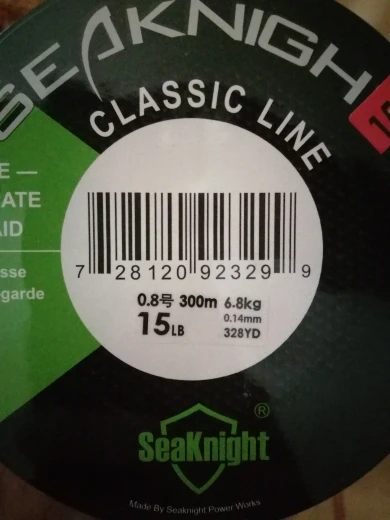 SEAKNIGH
CLASSIC LINE
E —
ATE
AID
sse
egarde
7 28120 92329 9
0.8号 300m 6.8kg
15LB
0.14mm
328YD
SeaKnight®
Made By Seaknight Power Works